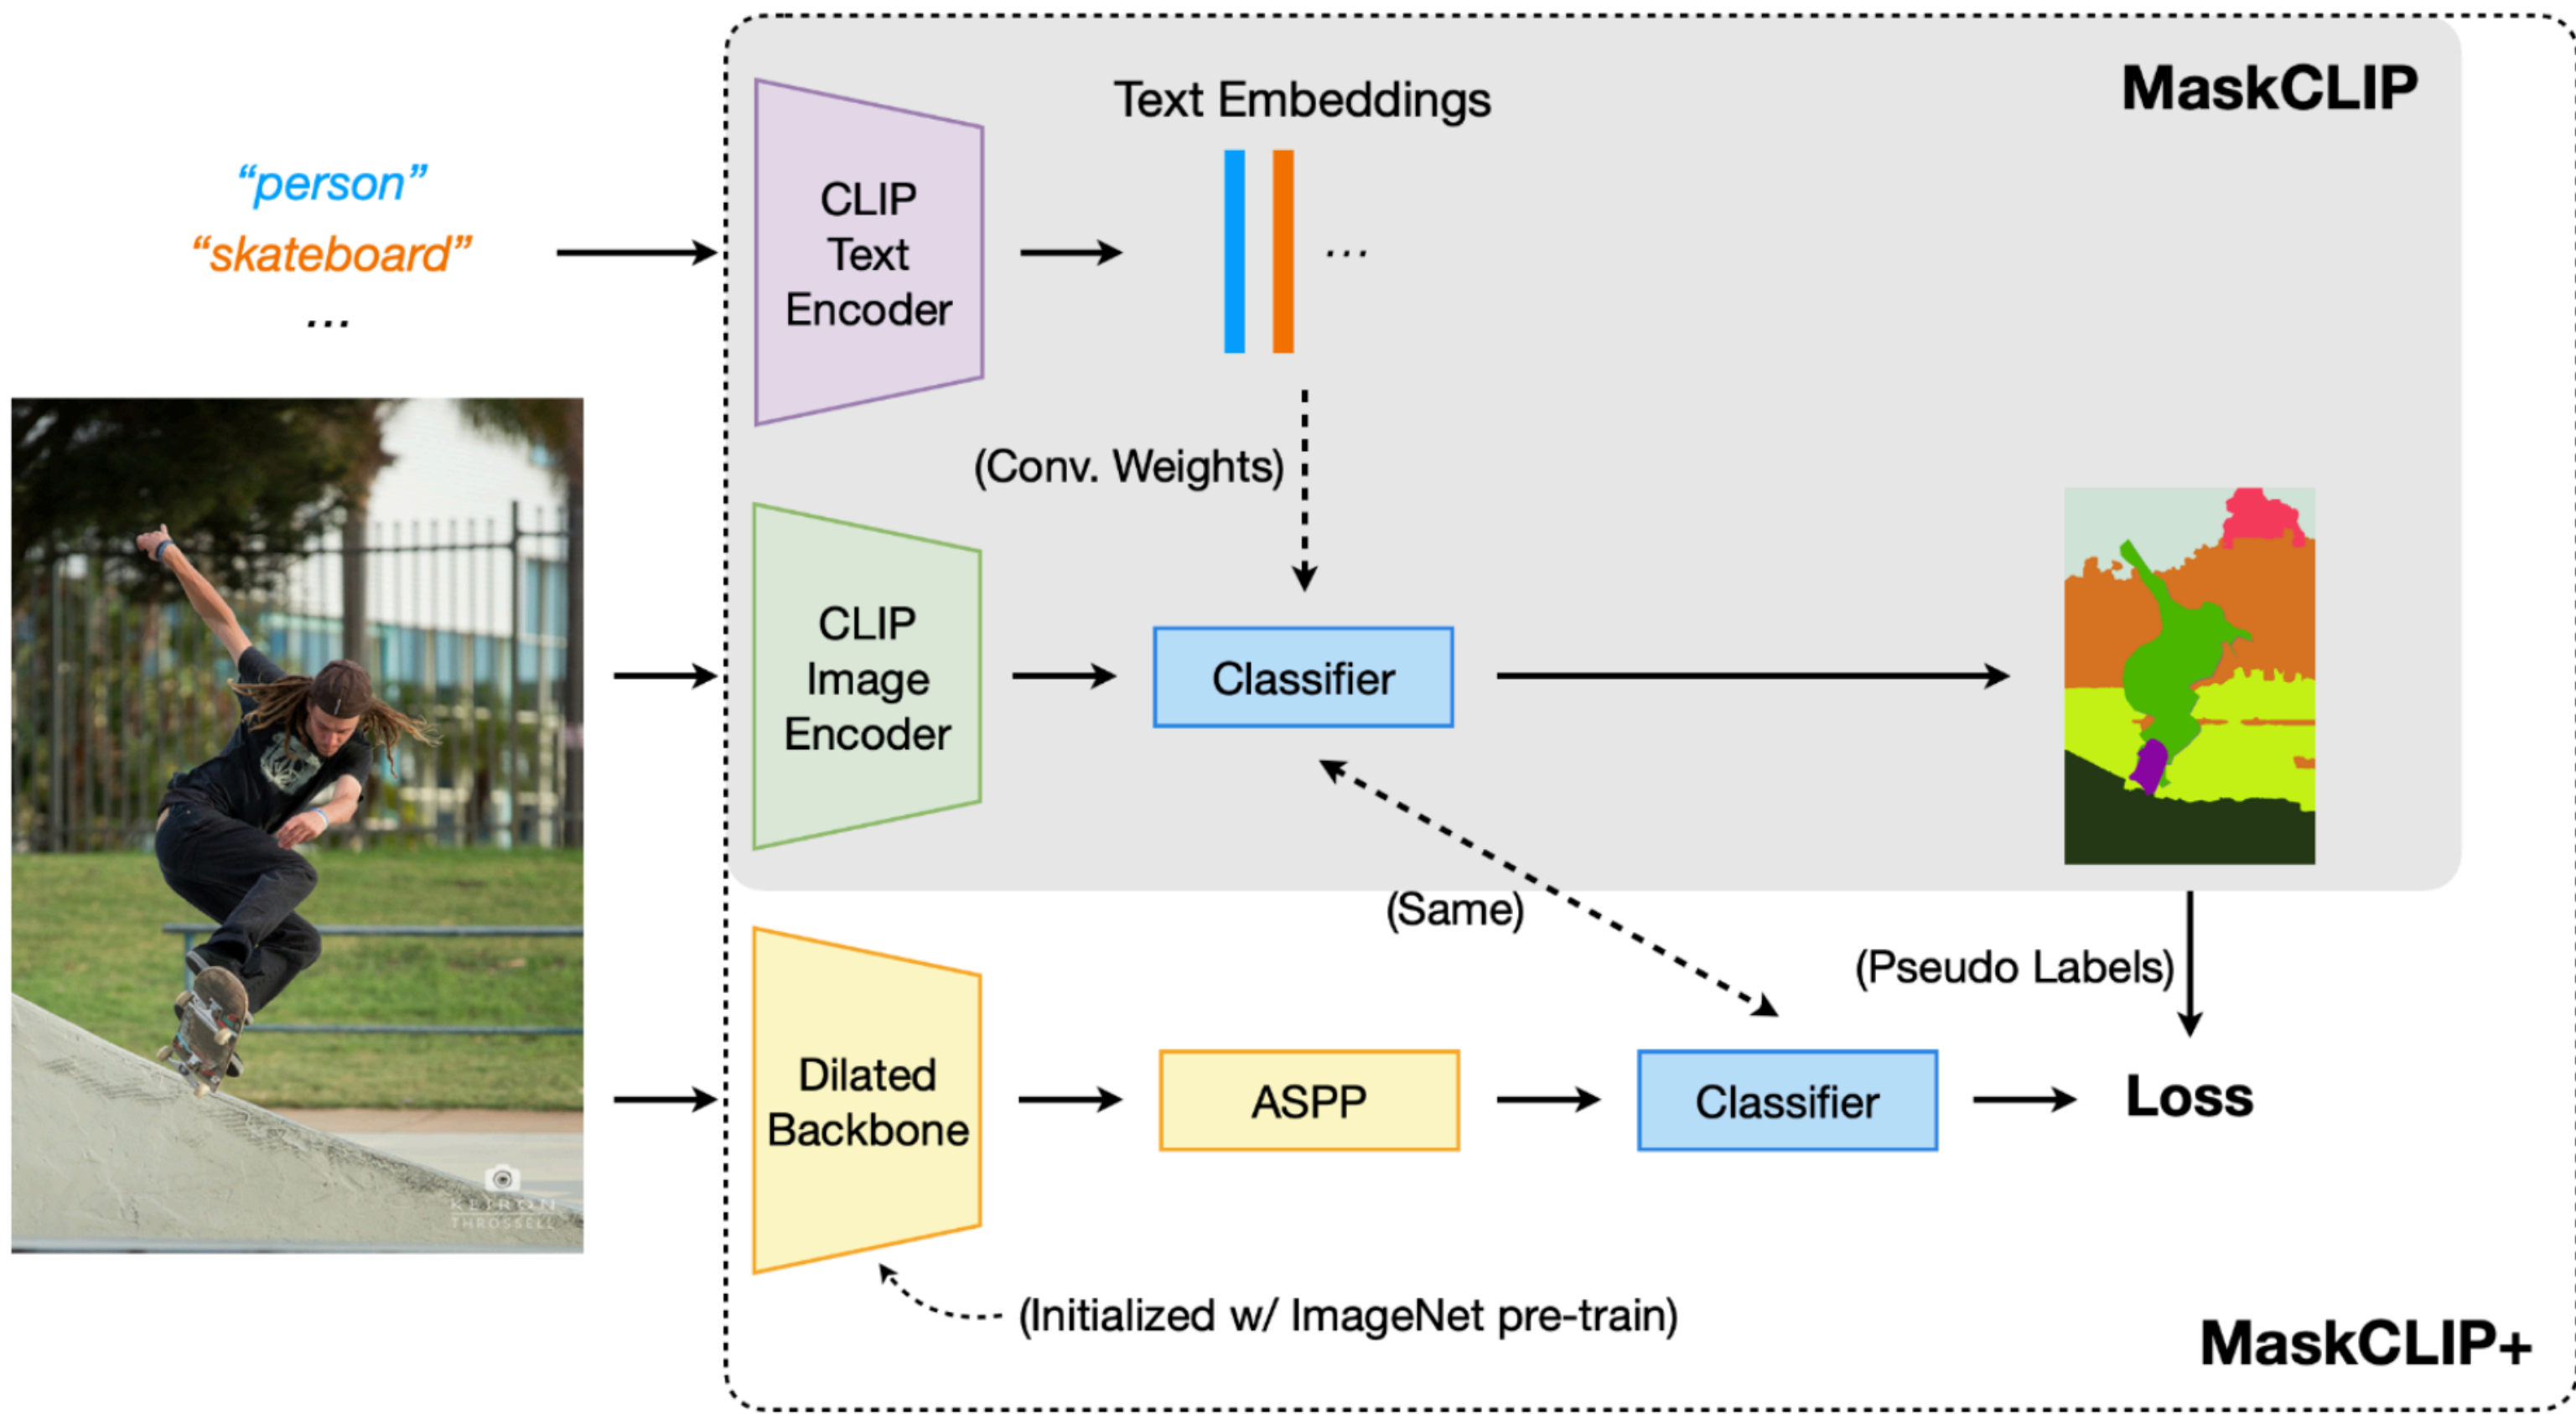 MaskCLIP
Text Embeddings
“person”
“skateboard”
...
CLIP
Text
Encoder
...
(Conv. Weights)
CLIP
Image
Encoder
Classifier
(Same)
(Pseudo Labels)
Dilated
Backbone
ASPP
Classifier
Loss
THROSSELL
(Initialized w/ ImageNet pre-train)
MaskCLIP+